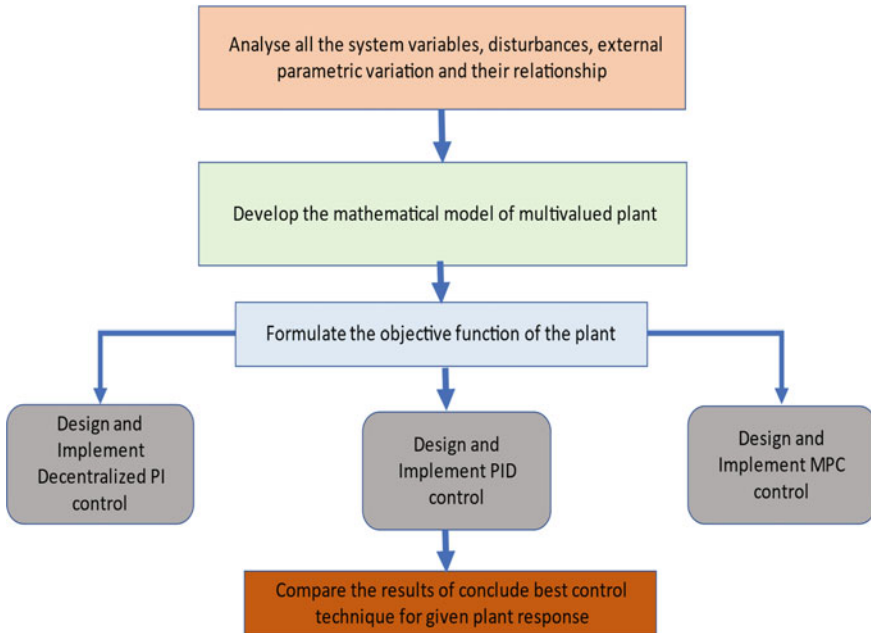 Analyse all the system variables, disturbances, external
parametric variation and their relationship
Develop the mathematical model of multivalued plant
Formulate the objective function of the plant
Design and
Implement
Decentralized PI
control
Design and
Implement PID
control
Design and
Implement MPC
control
Compare the results of conclude best control
technique for given plant response